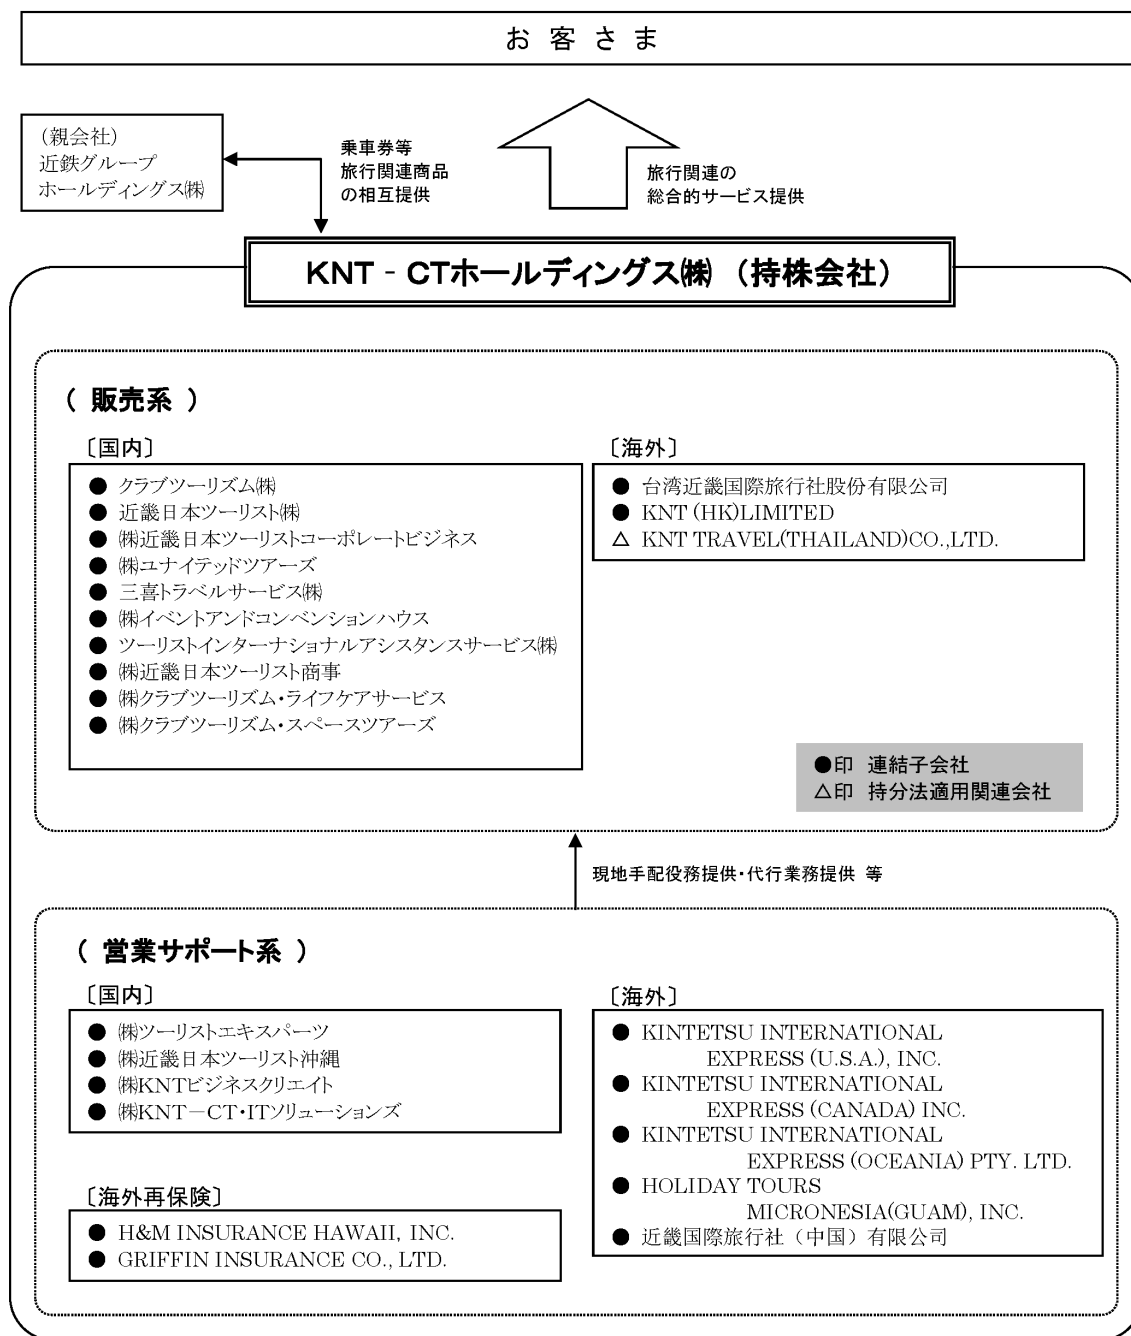 お客さま
(親会社)
近鉄グループ
ホールディングス㈱
乗車券等
旅行関連商品
の相互提供
旅行関連の
総合的サービス提供
KNT‐CTホールディングス㈱ (持株会社)
( 販売系 )
〔国内〕
● クラブツーリズム㈱
● 近畿日本ツーリスト㈱
● ㈱近畿日本ツーリストコーポレートビジネス
● ㈱ユナイテッドツアーズ
● 三喜トラベルサービス㈱
● ㈱イベントアンドコンベンションハウス
● ツーリストインターナショナルアシスタンスサービス㈱
● ㈱近畿日本ツーリスト商事
● ㈱クラブツーリズム・ライフケアサービス
● ㈱クラブツーリズム・スペースツアーズ
〔海外〕
● 台湾近畿国際旅行社股份有限公司
● KNT (HK)LIMITED
△ KNT TRAVEL(THAILAND)CO.,LTD.
●印 連結子会社
△印 持分法適用関連会社
現地手配役務提供・代行業務提供 等
( 営業サポート系 )
〔国内〕
● ㈱ツーリストエキスパーツ
● ㈱近畿日本ツーリスト沖縄
● ㈱KNTビジネスクリエイト
● ㈱KNT－CT・ITソリューションズ
〔海外再保険〕
● H&M INSURANCE HAWAII, INC.
● GRIFFIN INSURANCE CO., LTD.
〔海外〕
● KINTETSU INTERNATIONAL
EXPRESS (U.S.A.), INC.
● KINTETSU INTERNATIONAL
EXPRESS (CANADA) INC.
● KINTETSU INTERNATIONAL
EXPRESS (OCEANIA) PTY. LTD.
● HOLIDAY TOURS
MICRONESIA(GUAM), INC.
● 近畿国際旅行社（中国）有限公司